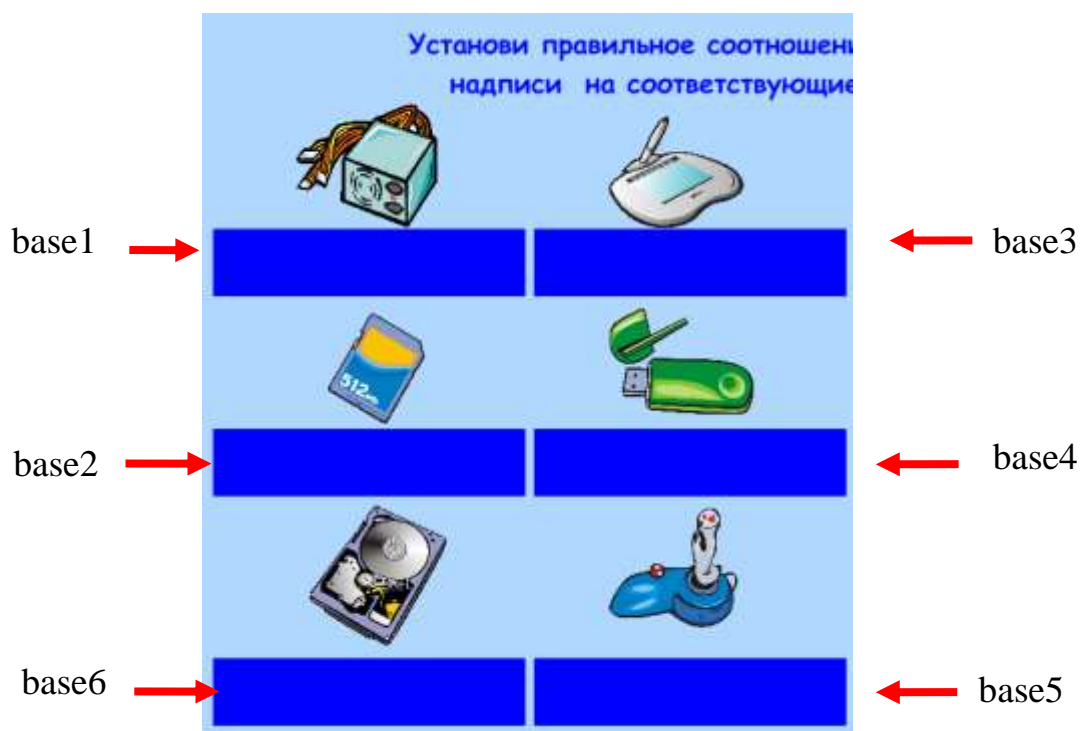 Установи правильное соотношени
надписи на соответствующие
base1
base3
512
base2
base4
base6
base5